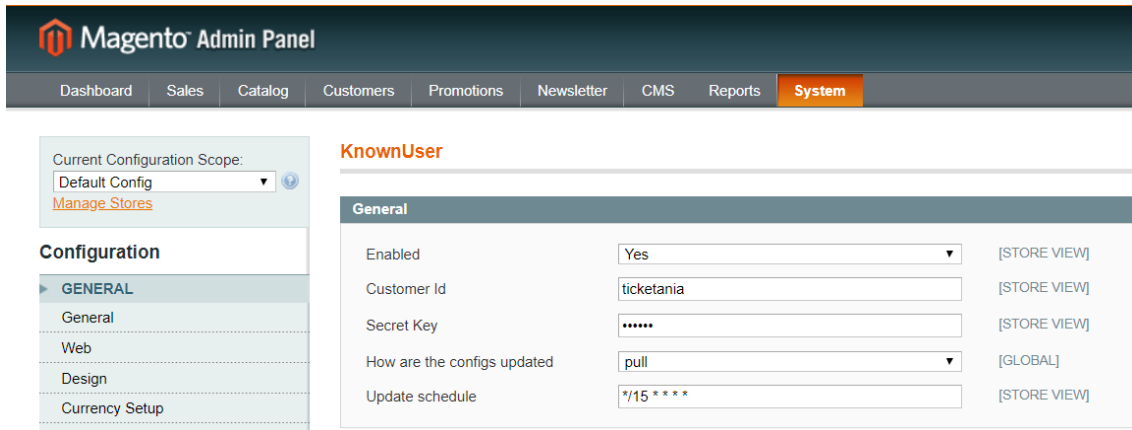 Magento Admin Panel
Dashboard Sales Catalog Customers Promotions Newsletter CMS Reports System
Current Configuration Scope:
Default Config
Manage Stores
Configuration
GENERAL
General
Web
Design
Currency Setup
KnownUser
General
Enabled Yes [STORE VIEW]
Customer Id ticketania [STORE VIEW]
Secret Key •••••• [STORE VIEW]
How are the configs updated pull [GLOBAL]
Update schedule */15 * * * * [STORE VIEW]